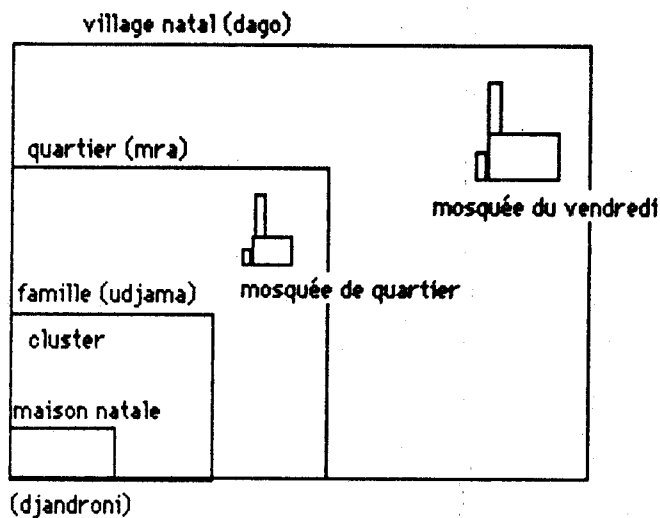 village natal (dago)
quartier (mra)
mosquée du vendredi
famille (udjama)
mosquée de quartier
cluster
maison natale
(djandroni)